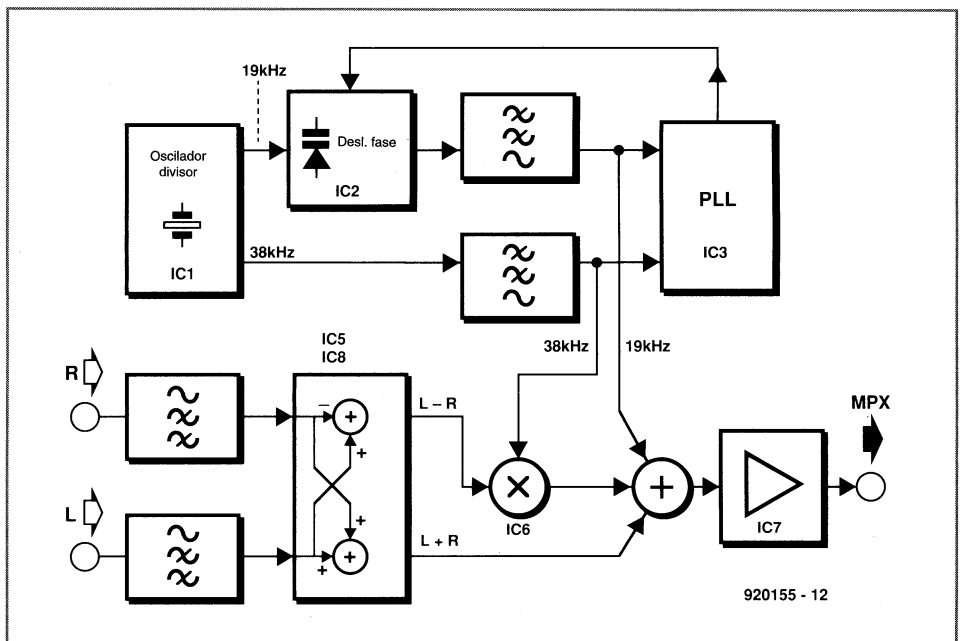 19kHz
Oscilador
divisor
IC1
Desl. fase
IC2
PLL
IC3
38kHz
38kHz
19kHz
IC5
IC8
R
L
–
+
+
+
+
+
L – R
L + R
×
IC6
+
IC7
MPX
920155 - 12